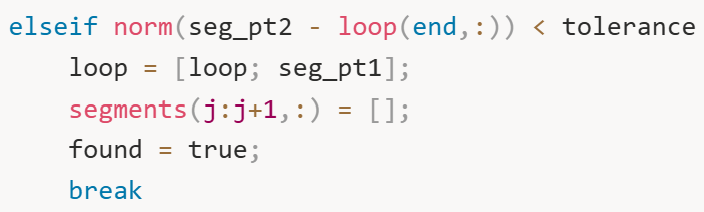 elseif norm(seg_pt2 - loop(end,:)) < tolerance
    loop = [loop; seg_pt1];
    segments(j:j+1,:) = [];
    found = true;
    break